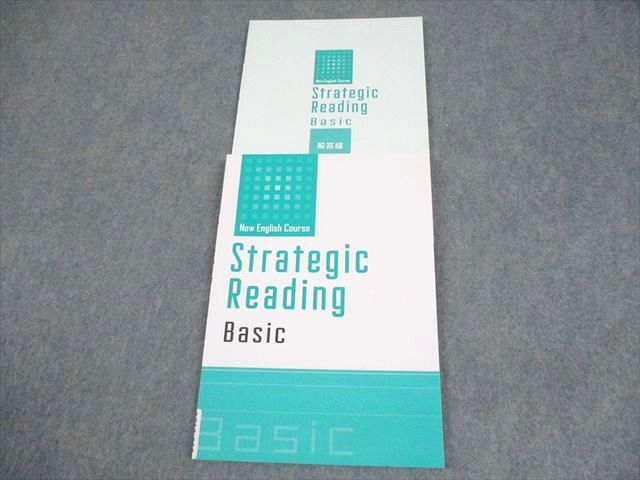 New English Course
Strategic
Reading
Basic
解答編
New English Course
Strategic
Reading
Basic
Basic